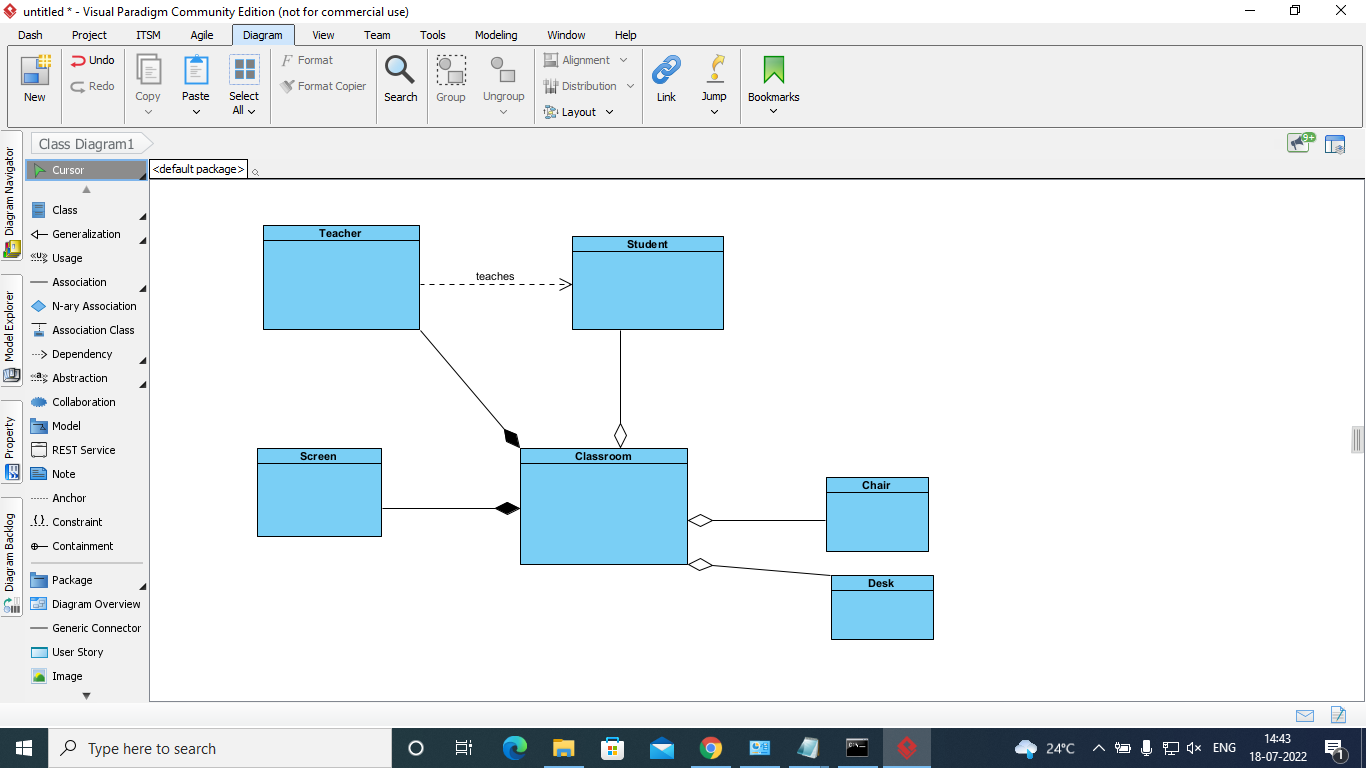 untitled * - Visual Paradigm Community Edition (not for commercial use)
Dash Project ITSM Agile Diagram View Team Tools Modeling Window Help
New
Undo
Redo
Copy
Paste
Select
All
Format
Format Copier
Search
Group
Ungroup
Alignment
Distribution
Layout
Link
Jump
Bookmarks
Class Diagram1
9+
Diagram Navigator
Model Explorer
Property
Diagram Backlog
Cursor
Class
Generalization
Usage
Association
N-ary Association
Association Class
Dependency
Abstraction
Collaboration
Model
REST Service
Note
Anchor
Constraint
Containment
Package
Diagram Overview
Generic Connector
User Story
Image
<default package>
Teacher
Student
teaches
Screen
Classroom
Chair
Desk
Type here to search
24°C
ENG
14:43
18-07-2022
1